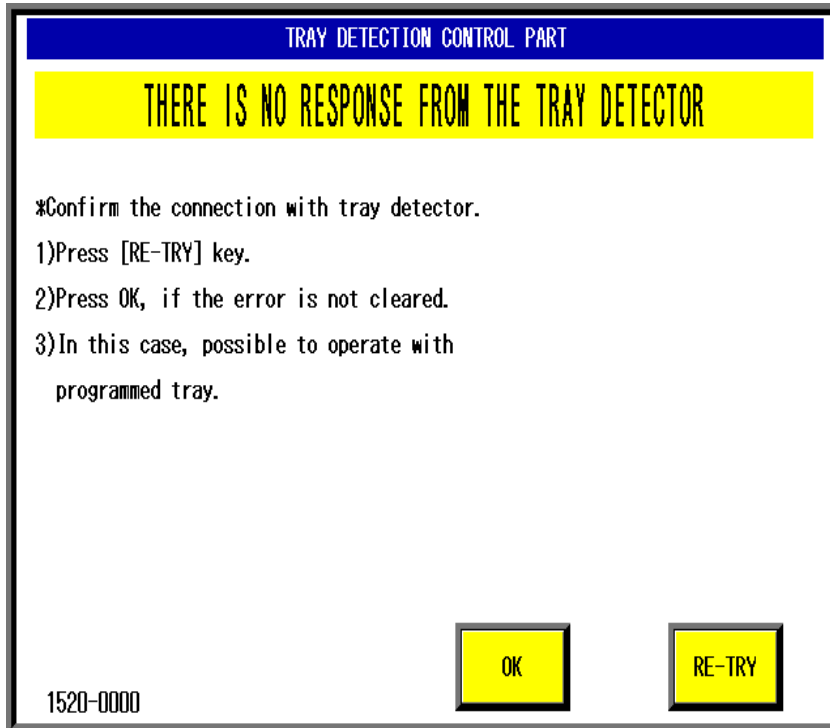 TRAY DETECTION CONTROL PART
THERE IS NO RESPONSE FROM THE TRAY DETECTOR
*Confirm the connection with tray detector.
1)Press [RE-TRY] key.
2)Press OK, if the error is not cleared.
3)In this case, possible to operate with
programmed tray.
OK
RE-TRY
1520-0000